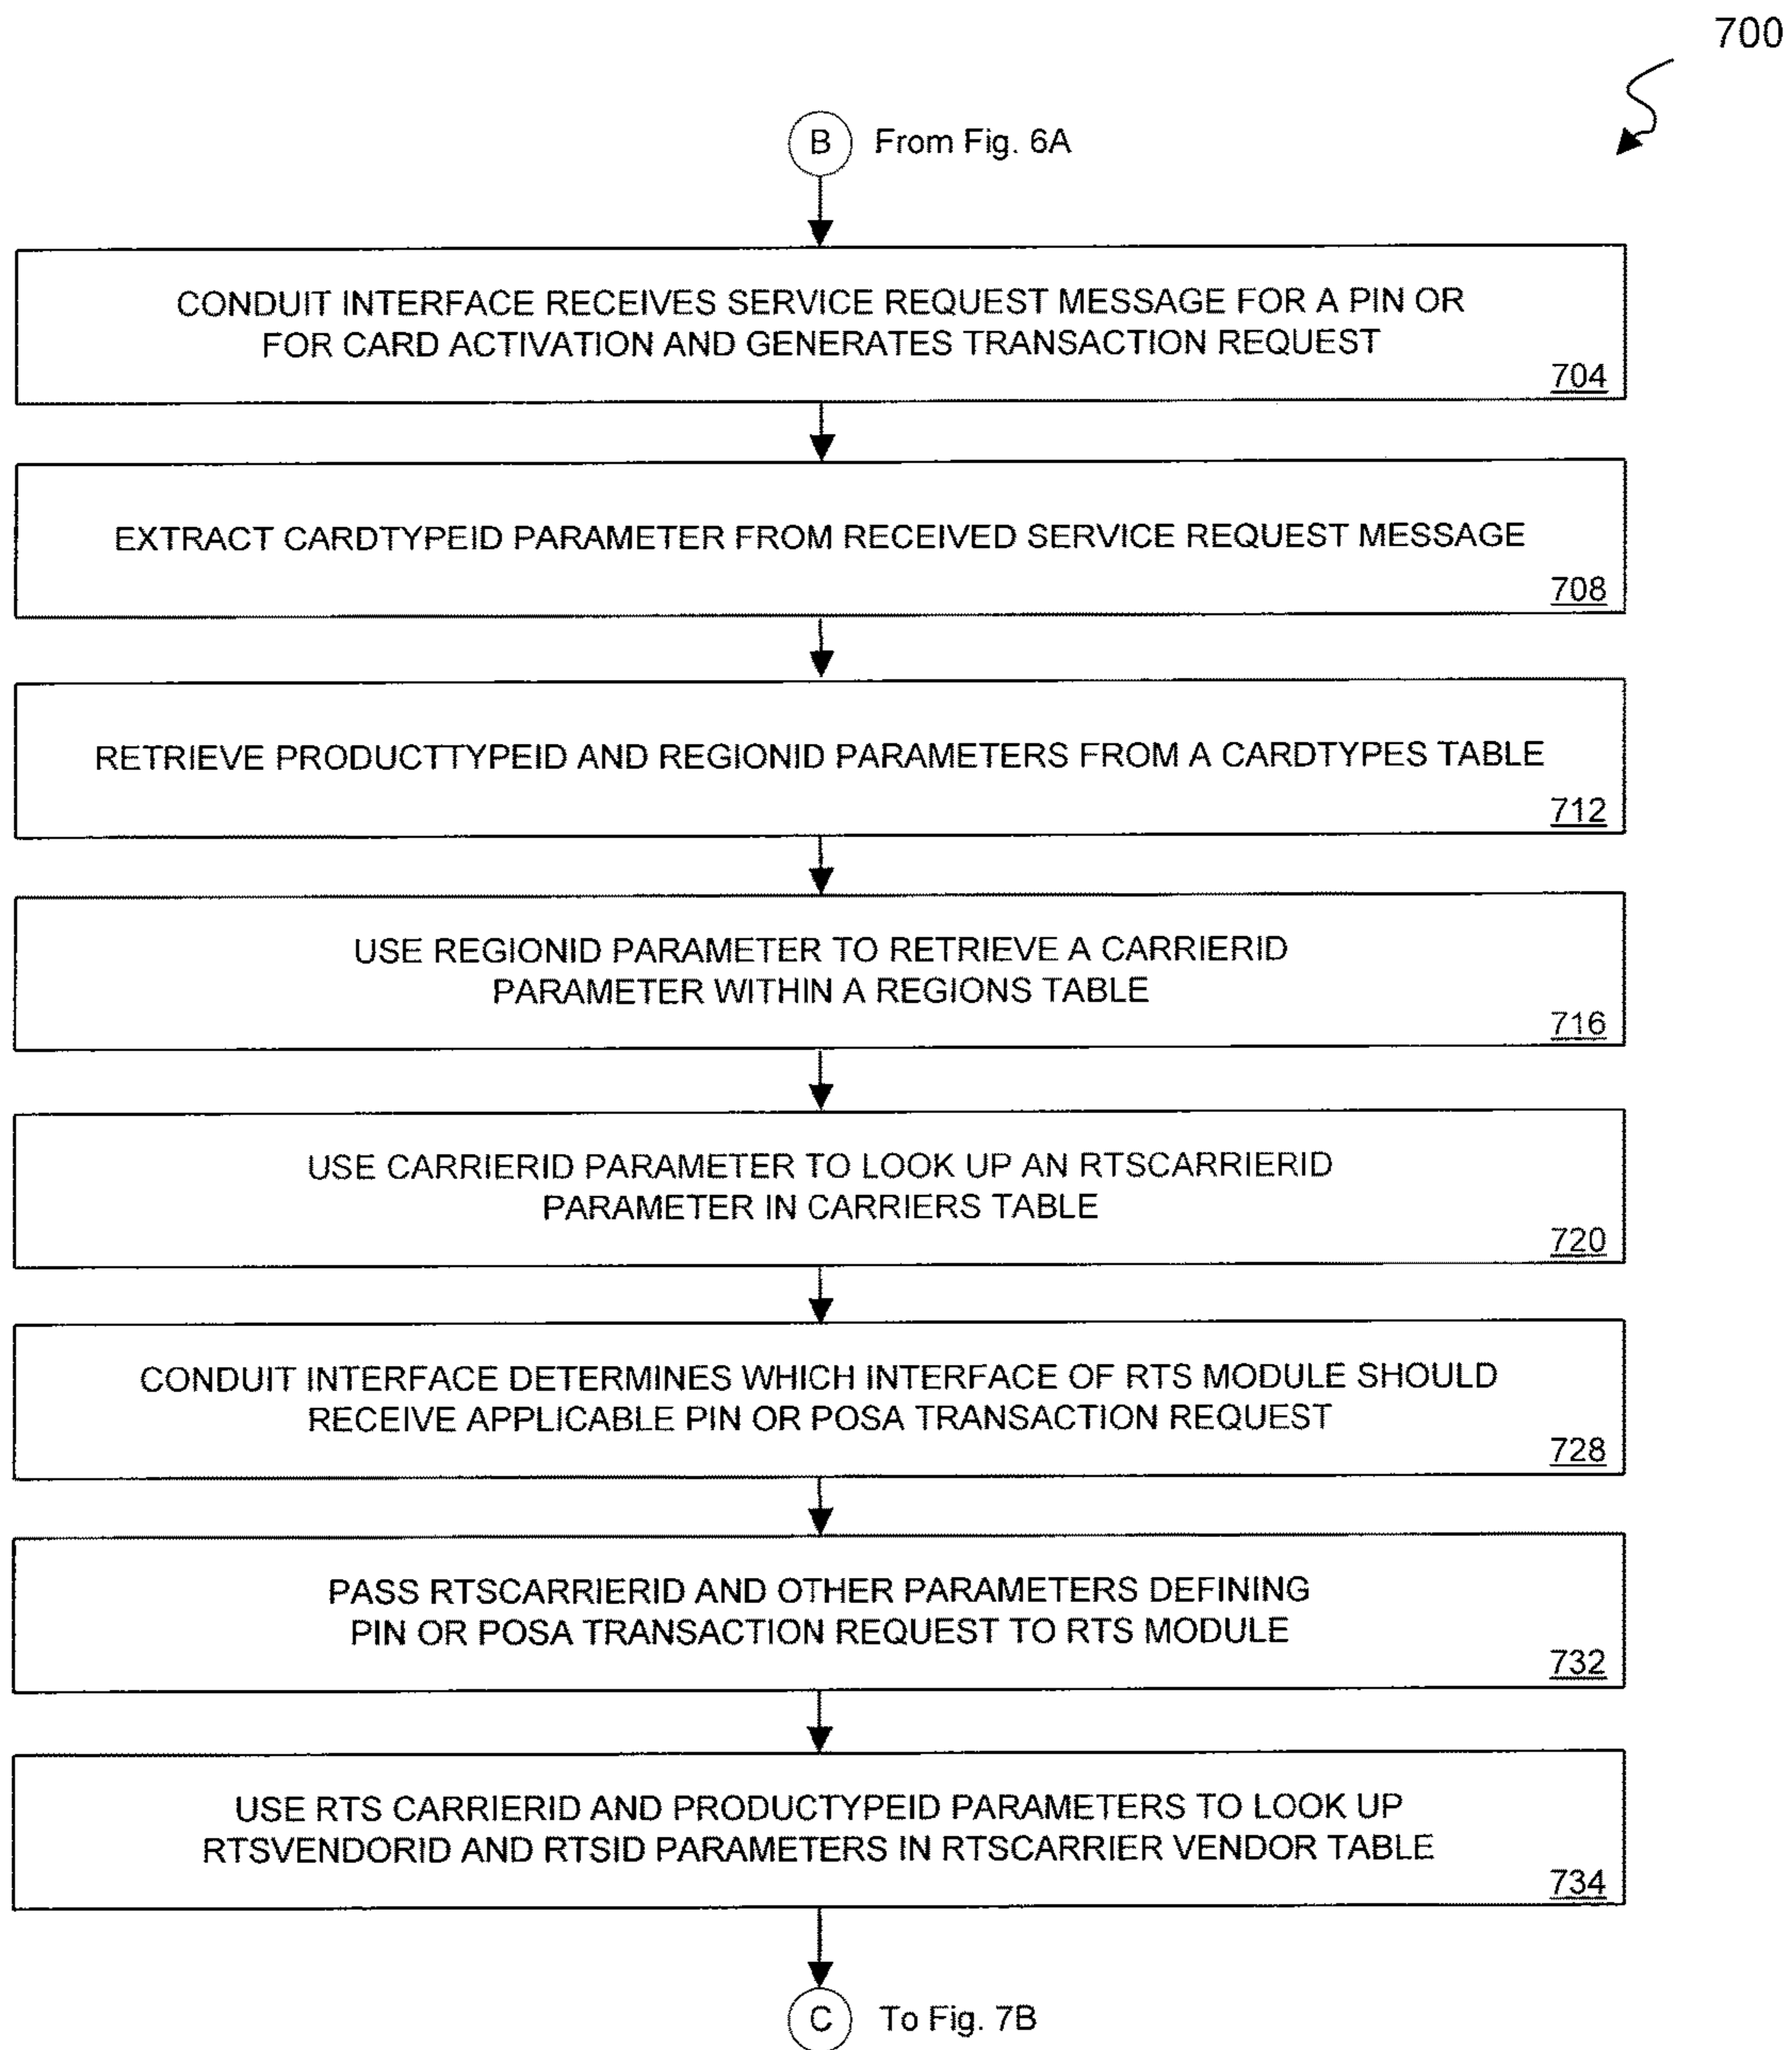 700
B From Fig. 6A
CONDUIT INTERFACE RECEIVES SERVICE REQUEST MESSAGE FOR A PIN OR
FOR CARD ACTIVATION AND GENERATES TRANSACTION REQUEST
704
EXTRACT CARDTYPEID PARAMETER FROM RECEIVED SERVICE REQUEST MESSAGE
708
RETRIEVE PRODUCTTYPEID AND REGIONID PARAMETERS FROM A CARDTYPES TABLE
712
USE REGIONID PARAMETER TO RETRIEVE A CARRIERID
PARAMETER WITHIN A REGIONS TABLE
716
USE CARRIERID PARAMETER TO LOOK UP AN RTSCARRIERID
PARAMETER IN CARRIERS TABLE
720
CONDUIT INTERFACE DETERMINES WHICH INTERFACE OF RTS MODULE SHOULD
RECEIVE APPLICABLE PIN OR POSA TRANSACTION REQUEST
728
PASS RTSCARRIERID AND OTHER PARAMETERS DEFINING
PIN OR POSA TRANSACTION REQUEST TO RTS MODULE
732
USE RTS CARRIERID AND PRODUCTYPEID PARAMETERS TO LOOK UP
RTSVENDORID AND RTSID PARAMETERS IN RTSCARRIER VENDOR TABLE
734
C To Fig. 7B